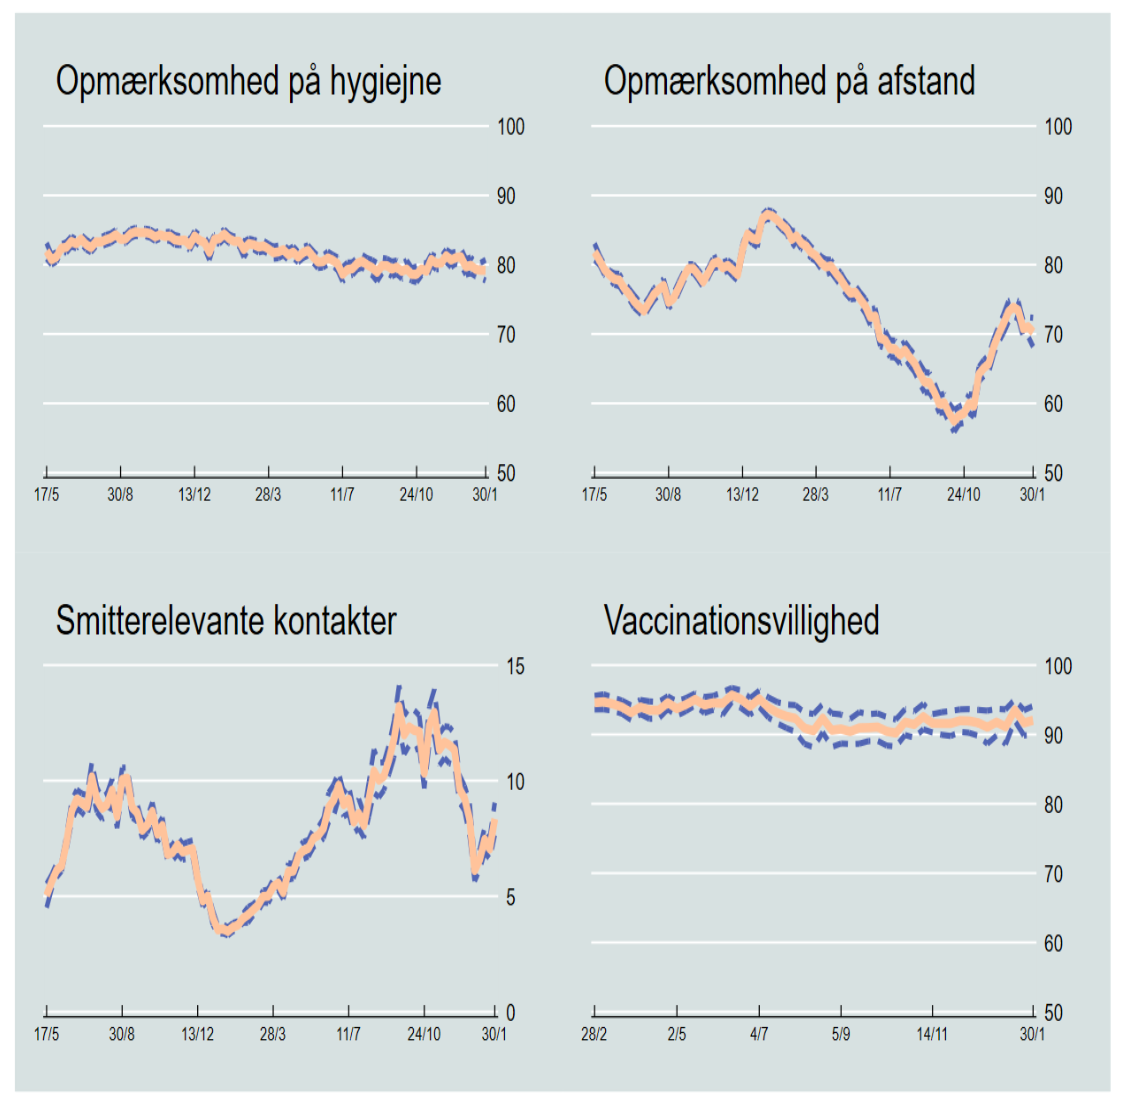 Opmærksomhed på hygiejne
100
90
80
70
60
50
17/5 30/8 13/12 28/3 11/7 24/10 30/1
Opmærksomhed på afstand
100
90
80
70
60
50
17/5 30/8 13/12 28/3 11/7 24/10 30/1
Smitterelevante kontakter
15
10
5
0
17/5 30/8 13/12 28/3 11/7 24/10 30/1
Vaccinationsvillighed
100
90
80
70
60
50
28/2 2/5 4/7 5/9 14/11 30/1